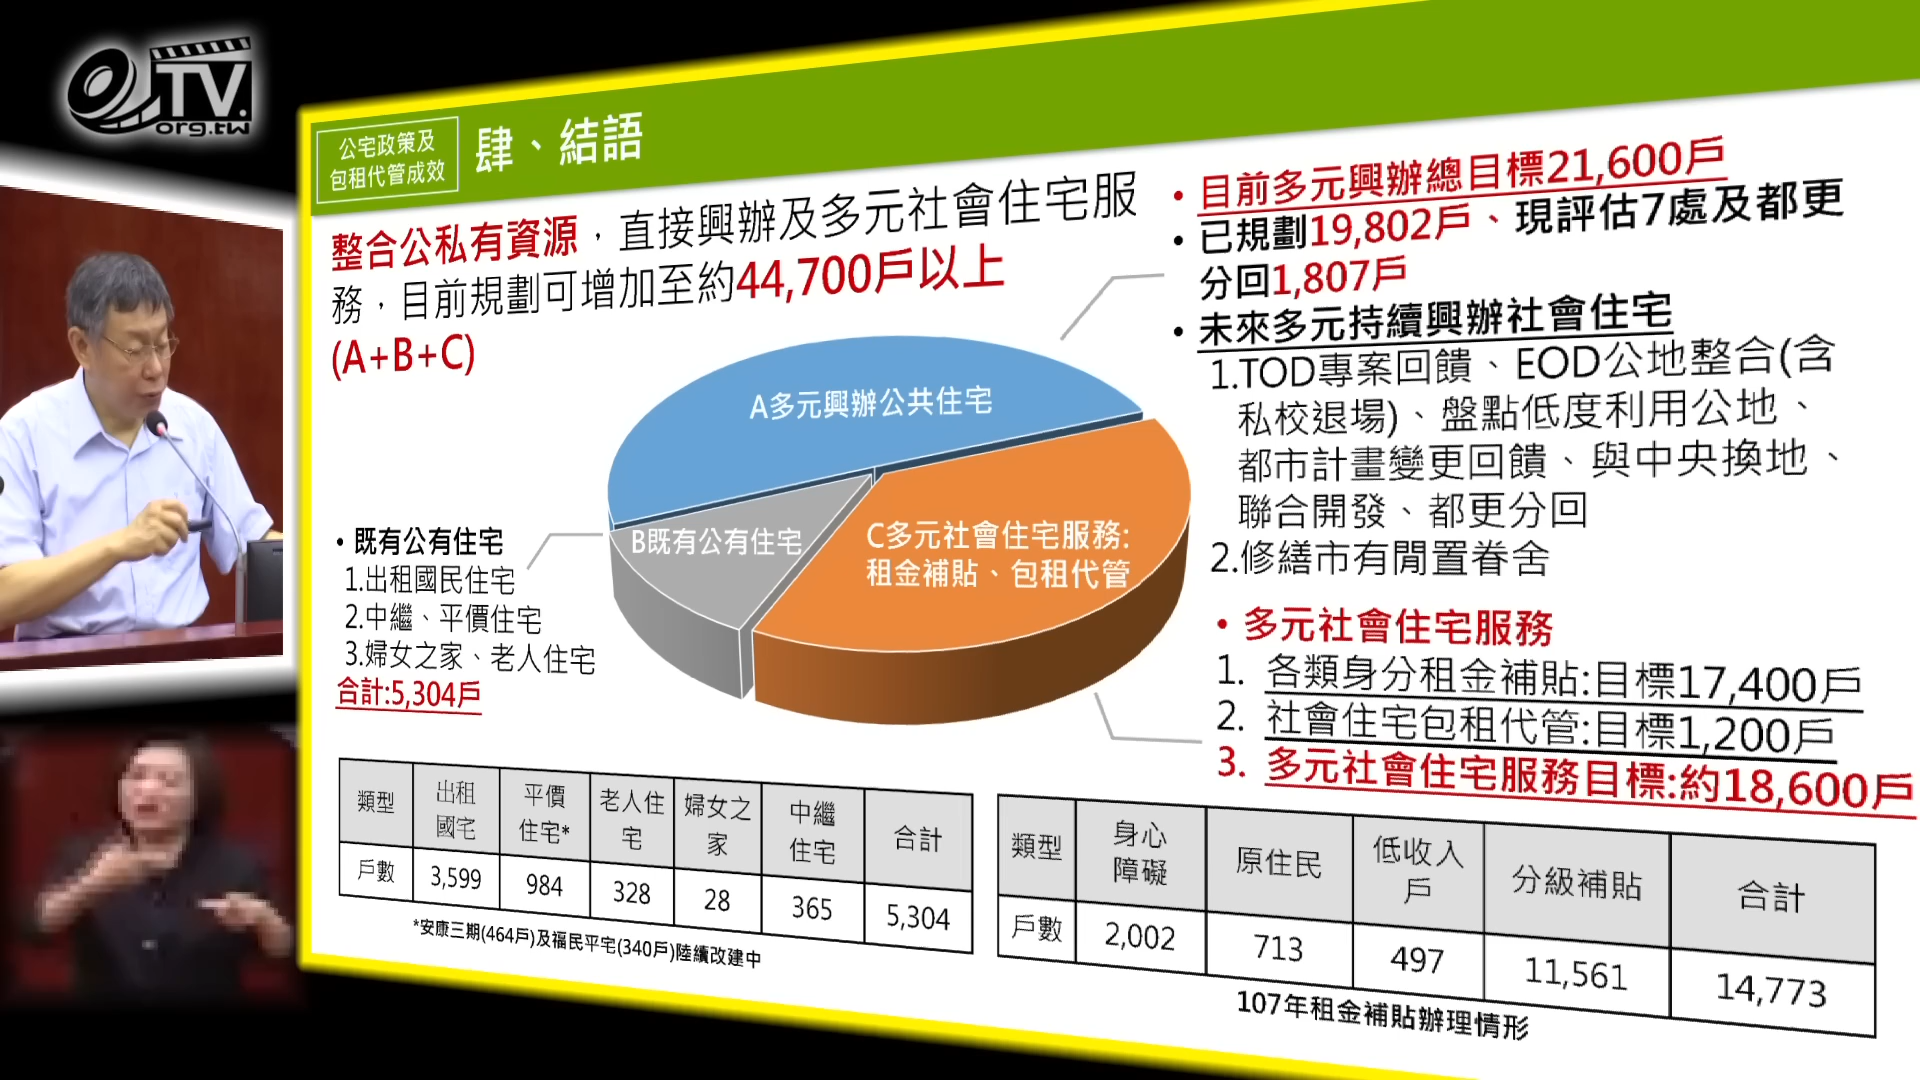 TV.
org.tw
公宅政策及
包租代管成效
肆、結語
整合公私有資源，直接興辦及多元社會住宅服
務，目前規劃可增加至約44,700戶以上
(A+B+C)
A多元興辦公共住宅
B既有公有住宅
C多元社會住宅服務:
租金補貼、包租代管
• 既有公有住宅
1.出租國民住宅
2.中繼、平價住宅
3.婦女之家、老人住宅
合計:5,304戶
• 目前多元興辦總目標21,600戶
• 已規劃19,802戶、現評估7處及都更
分回1,807戶
• 未來多元持續興辦社會住宅
1.TOD專案回饋、EOD公地整合(含
私校退場)、盤點低度利用公地、
都市計畫變更回饋、與中央換地、
聯合開發、都更分回
2.修繕市有閒置眷舍
• 多元社會住宅服務
1. 各類身分租金補貼:目標17,400戶
2. 社會住宅包租代管:目標1,200戶
3. 多元社會住宅服務目標:約18,600戶
類型 出租國宅 平價住宅* 老人住宅 婦女之家 中繼住宅 合計
戶數 3,599 984 328 28 365 5,304
*安康三期(464戶)及福民平宅(340戶)陸續改建中
類型 身心障礙 原住民 低收入戶 分級補貼 合計
戶數 2,002 713 497 11,561 14,773
107年租金補貼辦理情形